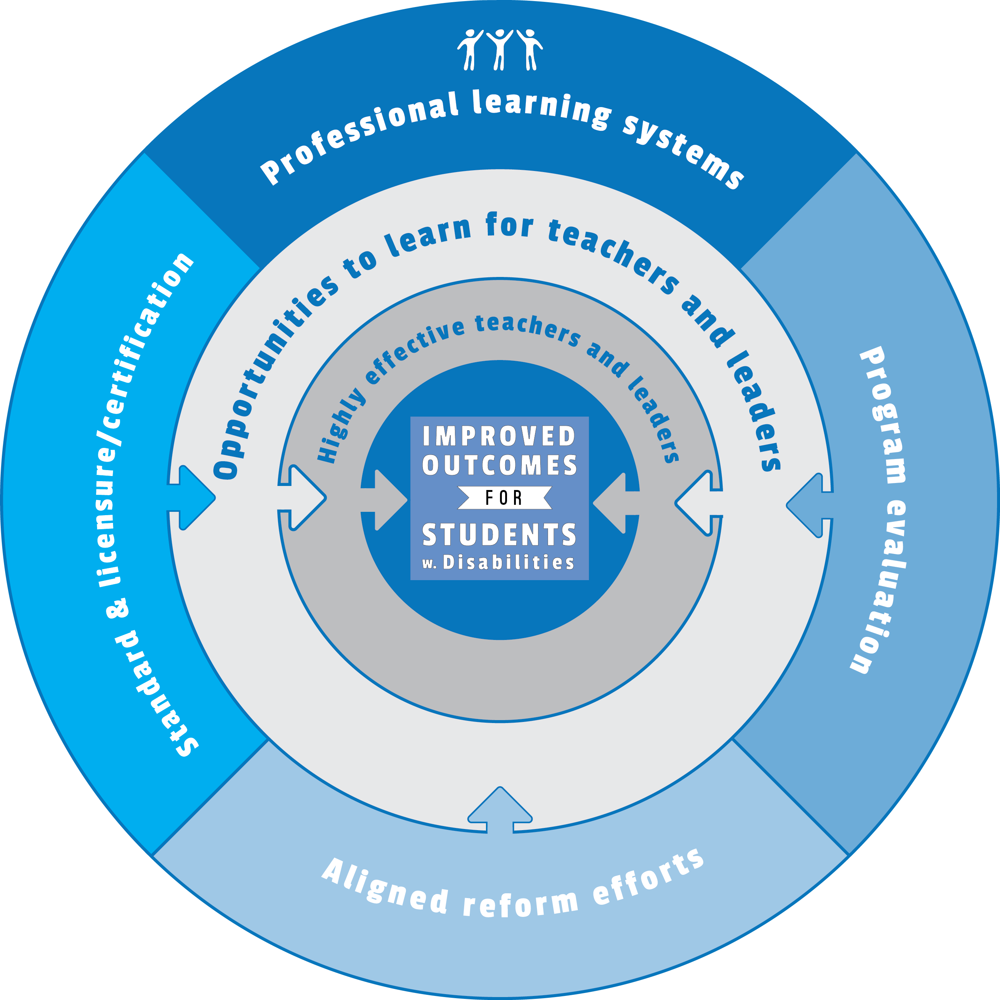 Professional learning systems
Opportunities to learn for teachers and leaders
Highly effective teachers and leaders
IMPROVED
OUTCOMES
FOR
STUDENTS
w. Disabilities
Standard & licensure/certification
Program evaluation
Aligned reform efforts